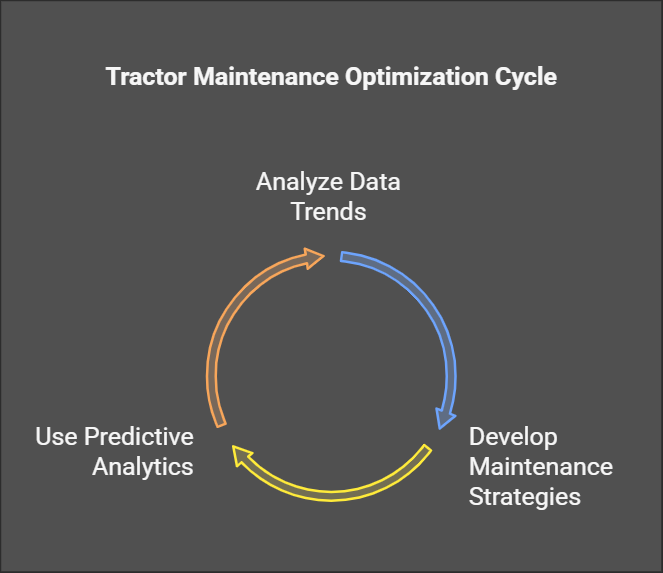 Tractor Maintenance Optimization Cycle
Analyze Data
Trends
Use Predictive
Analytics
Develop
Maintenance
Strategies